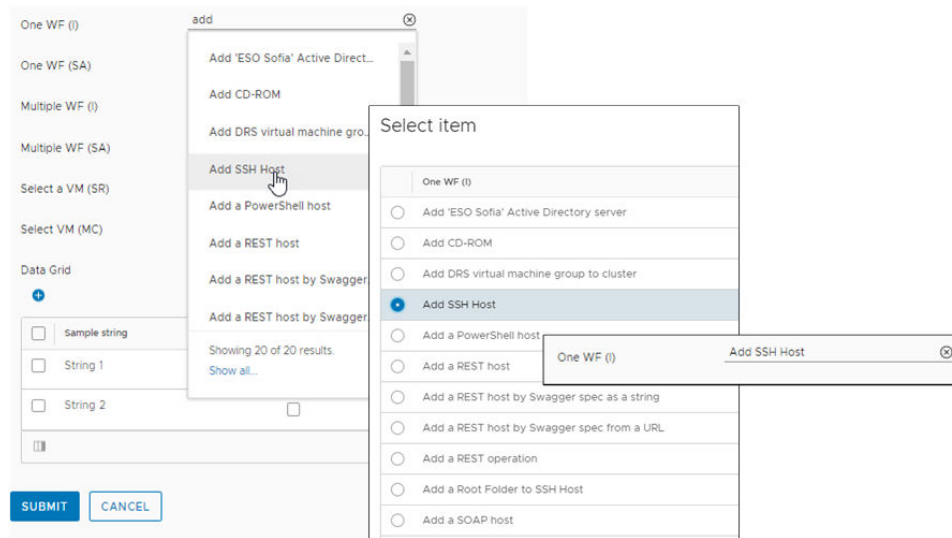 One WF (I)
add
One WF (SA)
Multiple WF (I)
Multiple WF (SA)
Select a VM (SR)
Select VM (MC)
Data Grid
Sample string
String 1
String 2
SUBMIT
CANCEL
Add 'ESO Sofia' Active Direct...
Add CD-ROM
Add DRS virtual machine gro...
Add SSH Host
Add a PowerShell host
Add a REST host
Add a REST host by Swagger
Add a REST host by Swagger
Showing 20 of 20 results.
Show all...
Select item
One WF (I)
Add 'ESO Sofia' Active Directory server
Add CD-ROM
Add DRS virtual machine group to cluster
Add SSH Host
Add a PowerShell host
Add a REST host
Add a REST host by Swagger spec as a string
Add a REST host by Swagger spec from a URL
Add a REST operation
Add a Root Folder to SSH Host
Add a SOAP host
One WF (I)
Add SSH Host